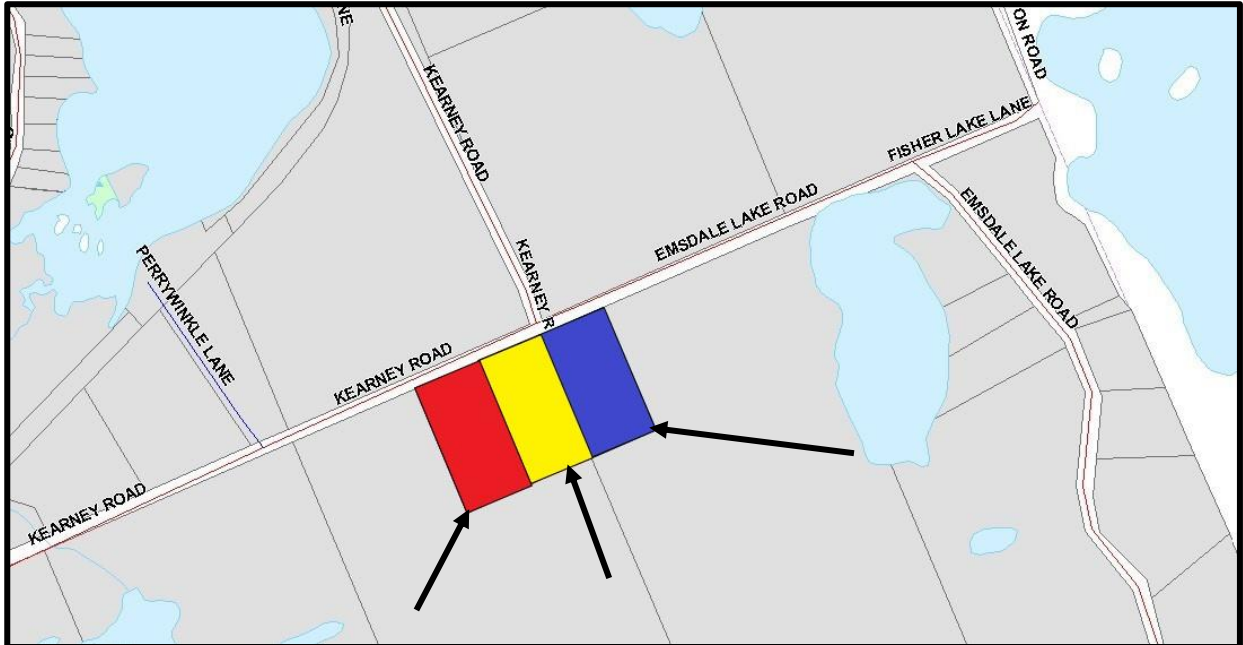 NE
KEARNEY ROAD
ON ROAD
FISHER LAKE LANE
EMSDALE LAKE ROAD
EMSDALE LAKE ROAD
PERRYWINKLE LANE
KEARNEY R
KEARNEY ROAD
KEARNEY ROAD